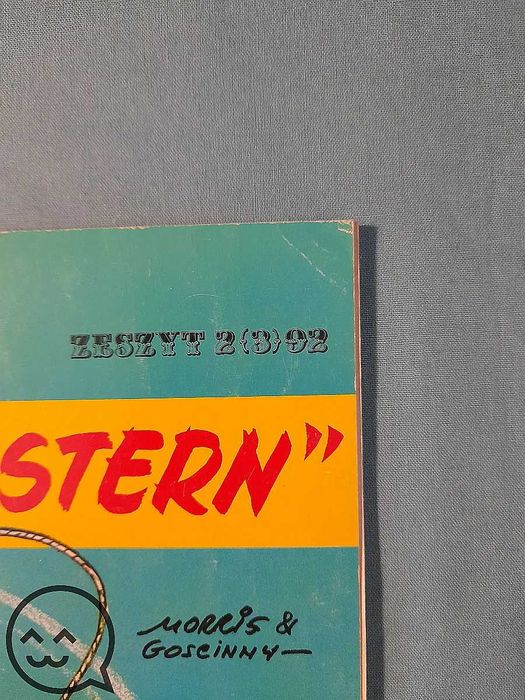 ZESZYT 2{3}92
STERN"
MORRIS &
GOSCINNY—